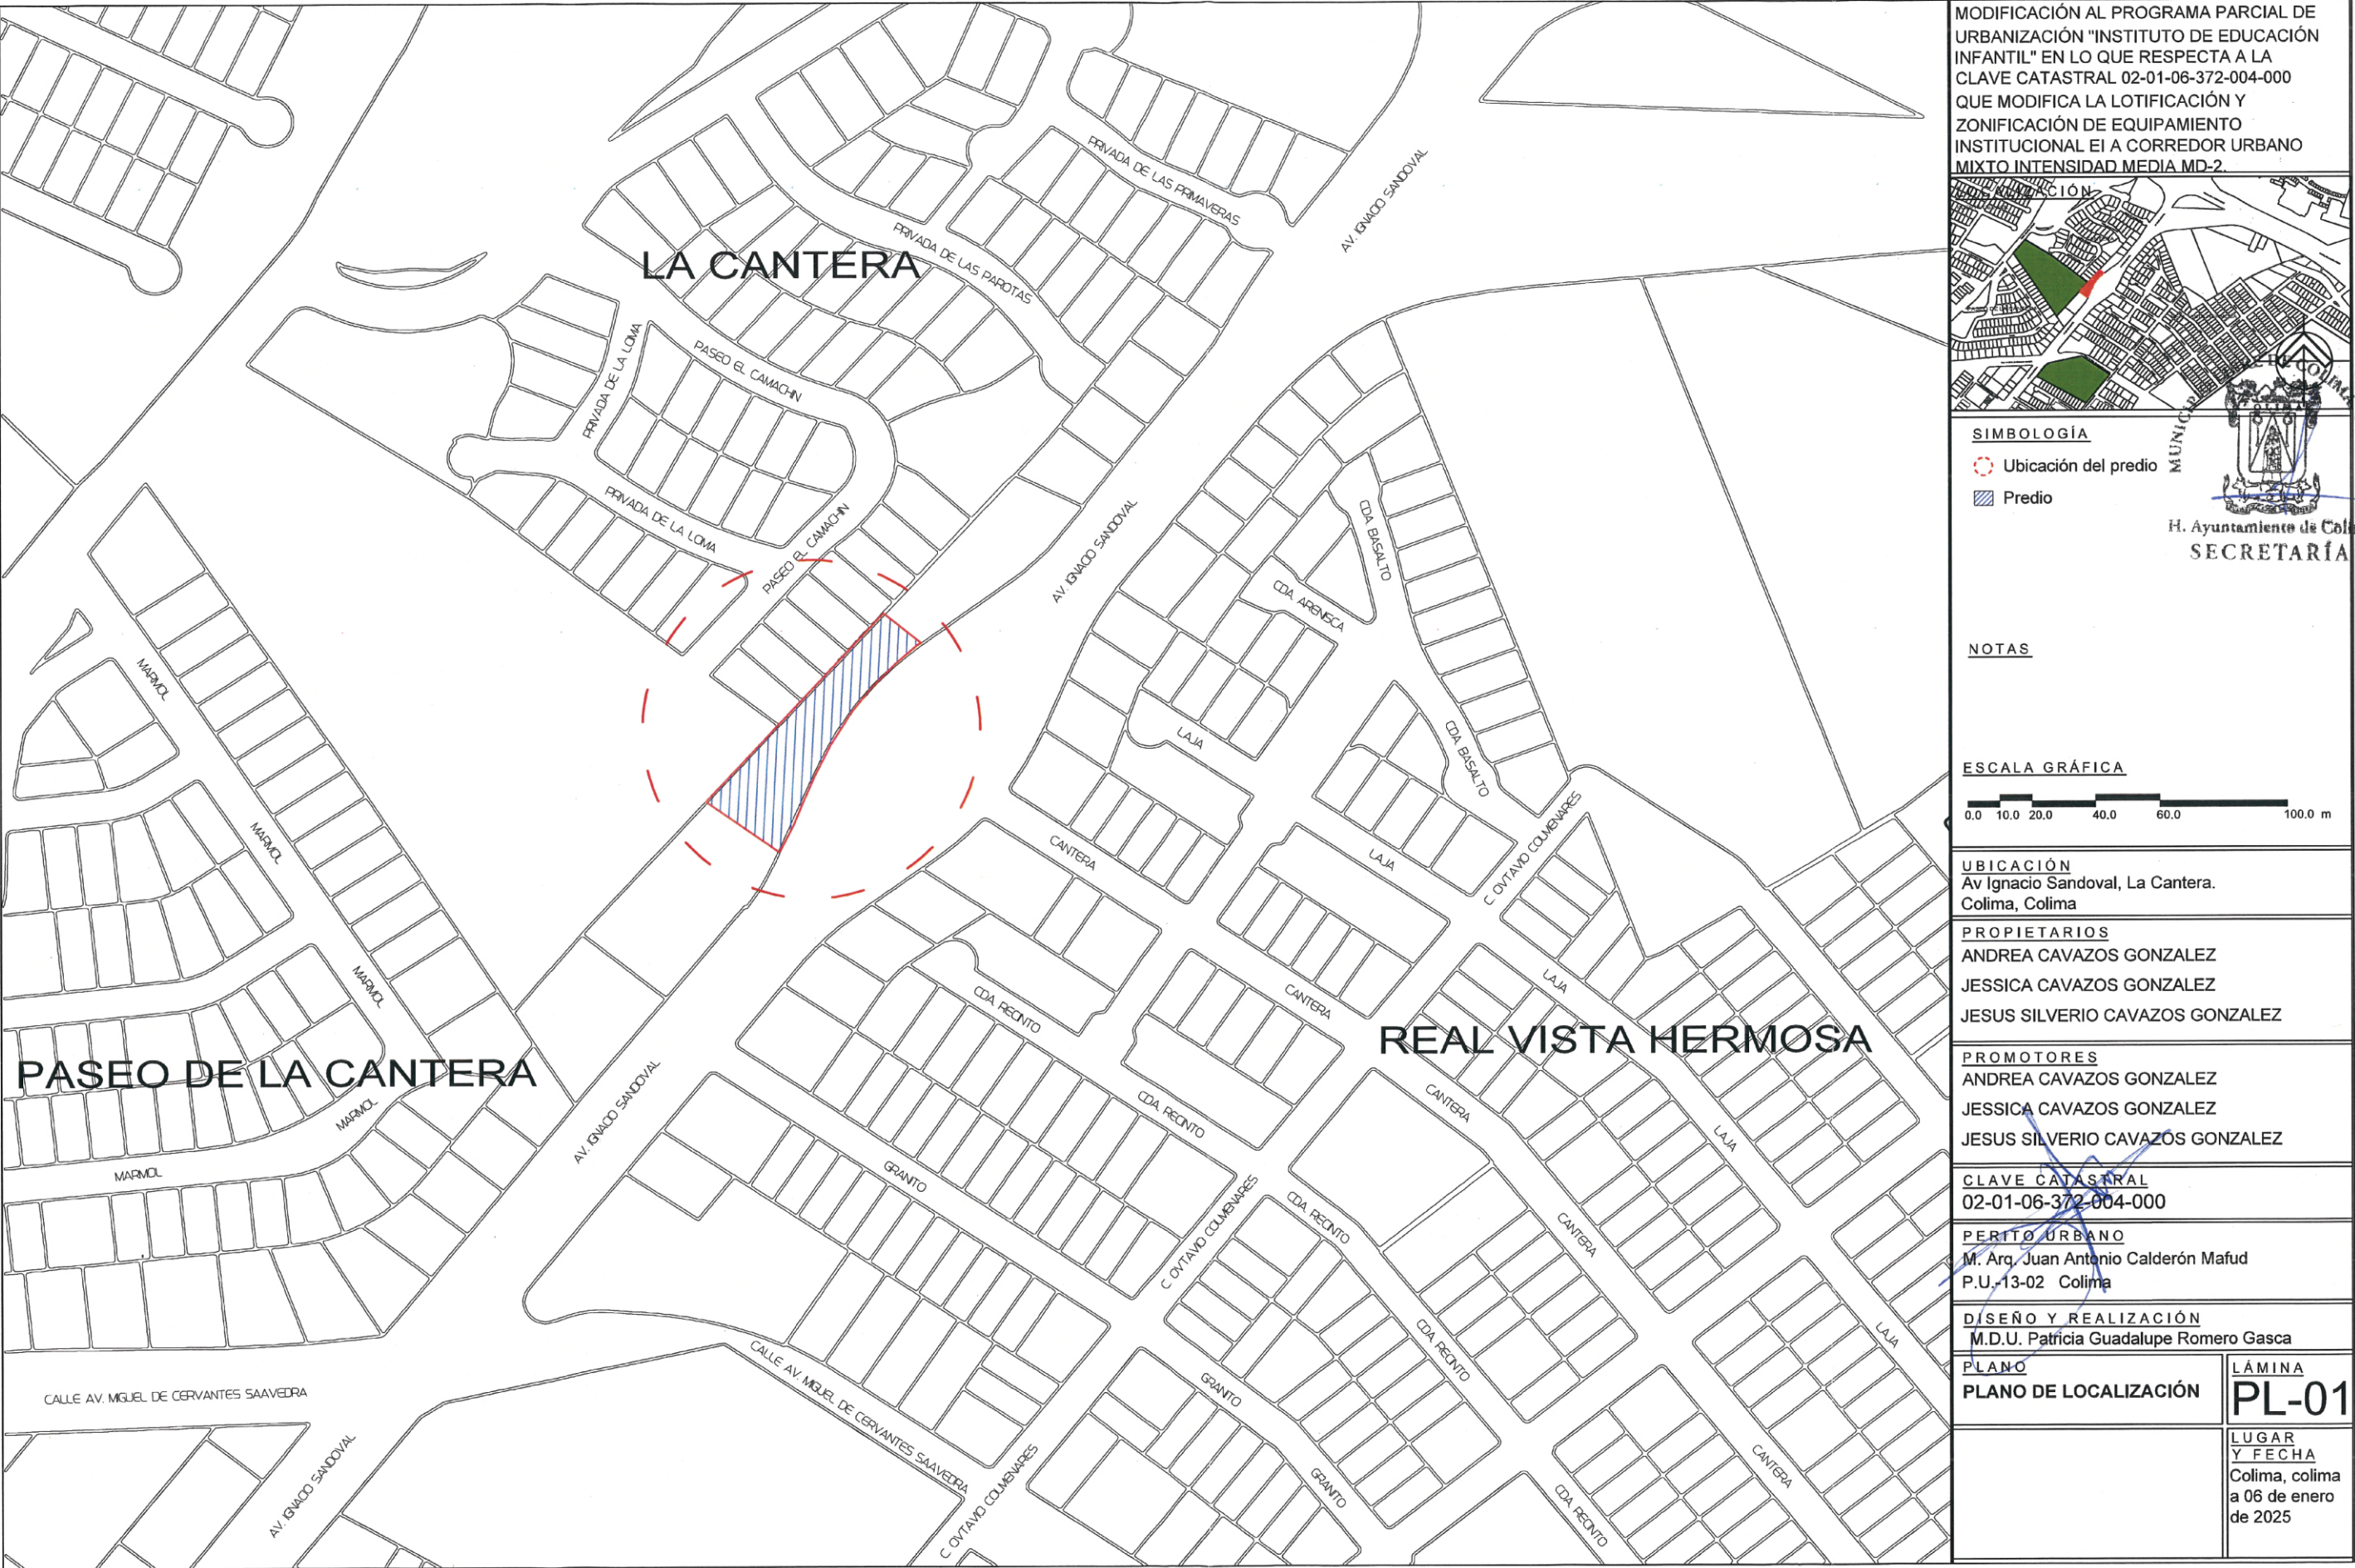 MODIFICACIÓN AL PROGRAMA PARCIAL DE
URBANIZACIÓN "INSTITUTO DE EDUCACIÓN
INFANTIL" EN LO QUE RESPECTA A LA
CLAVE CATASTRAL 02-01-06-372-004-000
QUE MODIFICA LA LOTIFICACIÓN Y
ZONIFICACIÓN DE EQUIPAMIENTO
INSTITUCIONAL EI A CORREDOR URBANO
MIXTO INTENSIDAD MEDIA MD-2.
SIMBOLOGÍA
Ubicación del predio
Predio
H. Ayuntamiento de
SECRETARÍA
NOTAS
ESCALA GRÁFICA
0.0 10.0 20.0 40.0 60.0 100.0 m
UBICACIÓN
Av Ignacio Sandoval, La Cantera.
Colima, Colima
PROPIETARIOS
ANDREA CAVAZOS GONZALEZ
JESSICA CAVAZOS GONZALEZ
JESUS SILVERIO CAVAZOS GONZALEZ
PROMOTORES
ANDREA CAVAZOS GONZALEZ
JESSICA CAVAZOS GONZALEZ
JESUS SILVERIO CAVAZOS GONZALEZ
CLAVE CATASTRAL
02-01-06-372-004-000
PERITO URBANO
M. Arq. Juan Antonio Calderón Mafud
P.U.-13-02 Colima
DISEÑO Y REALIZACIÓN
M.D.U. Patricia Guadalupe Romero Gasca
PLANO
PLANO DE LOCALIZACIÓN
LÁMINA
PL-01
LUGAR
Y FECHA
Colima, colima
a 06 de enero
de 2025
PRIVADA DE LAS PRIMAVERAS
AV. IGNACIO SANDOVAL
PRIVADA DE LAS PAROTAS
LA CANTERA
PRIVADA DE LA LOMA
PASEO EL CAMACHIN
PRIVADA DE LA LOMA
PASEO EL CAMACHIN
AV. IGNACIO SANDOVAL
CDA. BASALTO
CDA. ARENISCA
MARMOL
LAJA
CDA. BASALTO
MARMOL
CANTERA
LAJA
C. OVTAVIO COLMENARES
MARMOL
CDA. RECINTO
CANTERA
LAJA
REAL VISTA HERMOSA
PASEO DE LA CANTERA
AV. IGNACIO SANDOVAL
MARMOL
CDA. RECINTO
CANTERA
LAJA
MARMOL
GRANITO
C. OVTAVIO COLMENARES
CDA. RECINTO
CANTERA
LAJA
CDA. RECINTO
CALLE AV. MIGUEL DE CERVANTES SAAVEDRA
CALLE AV. MIGUEL DE CERVANTES SAAVEDRA
GRANITO
AV. IGNACIO SANDOVAL
C. OVTAVIO COLMENARES
GRANITO
CANTERA
CDA. RECINTO